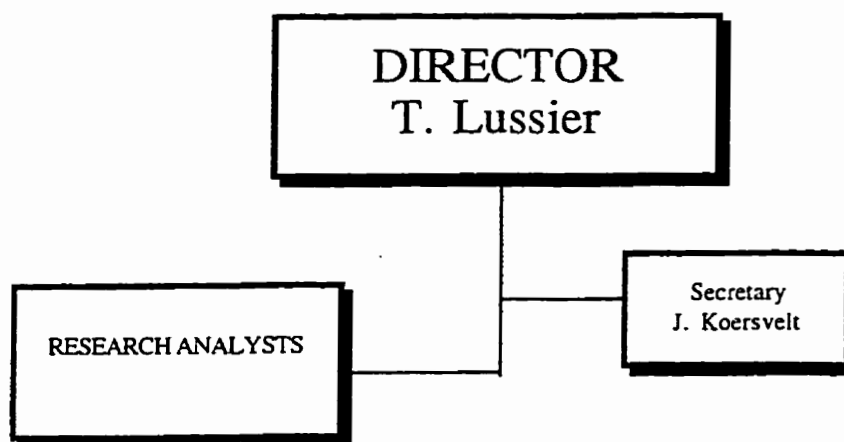 DIRECTOR
T. Lussier
Secretary
J. Koersvelt
RESEARCH ANALYSTS